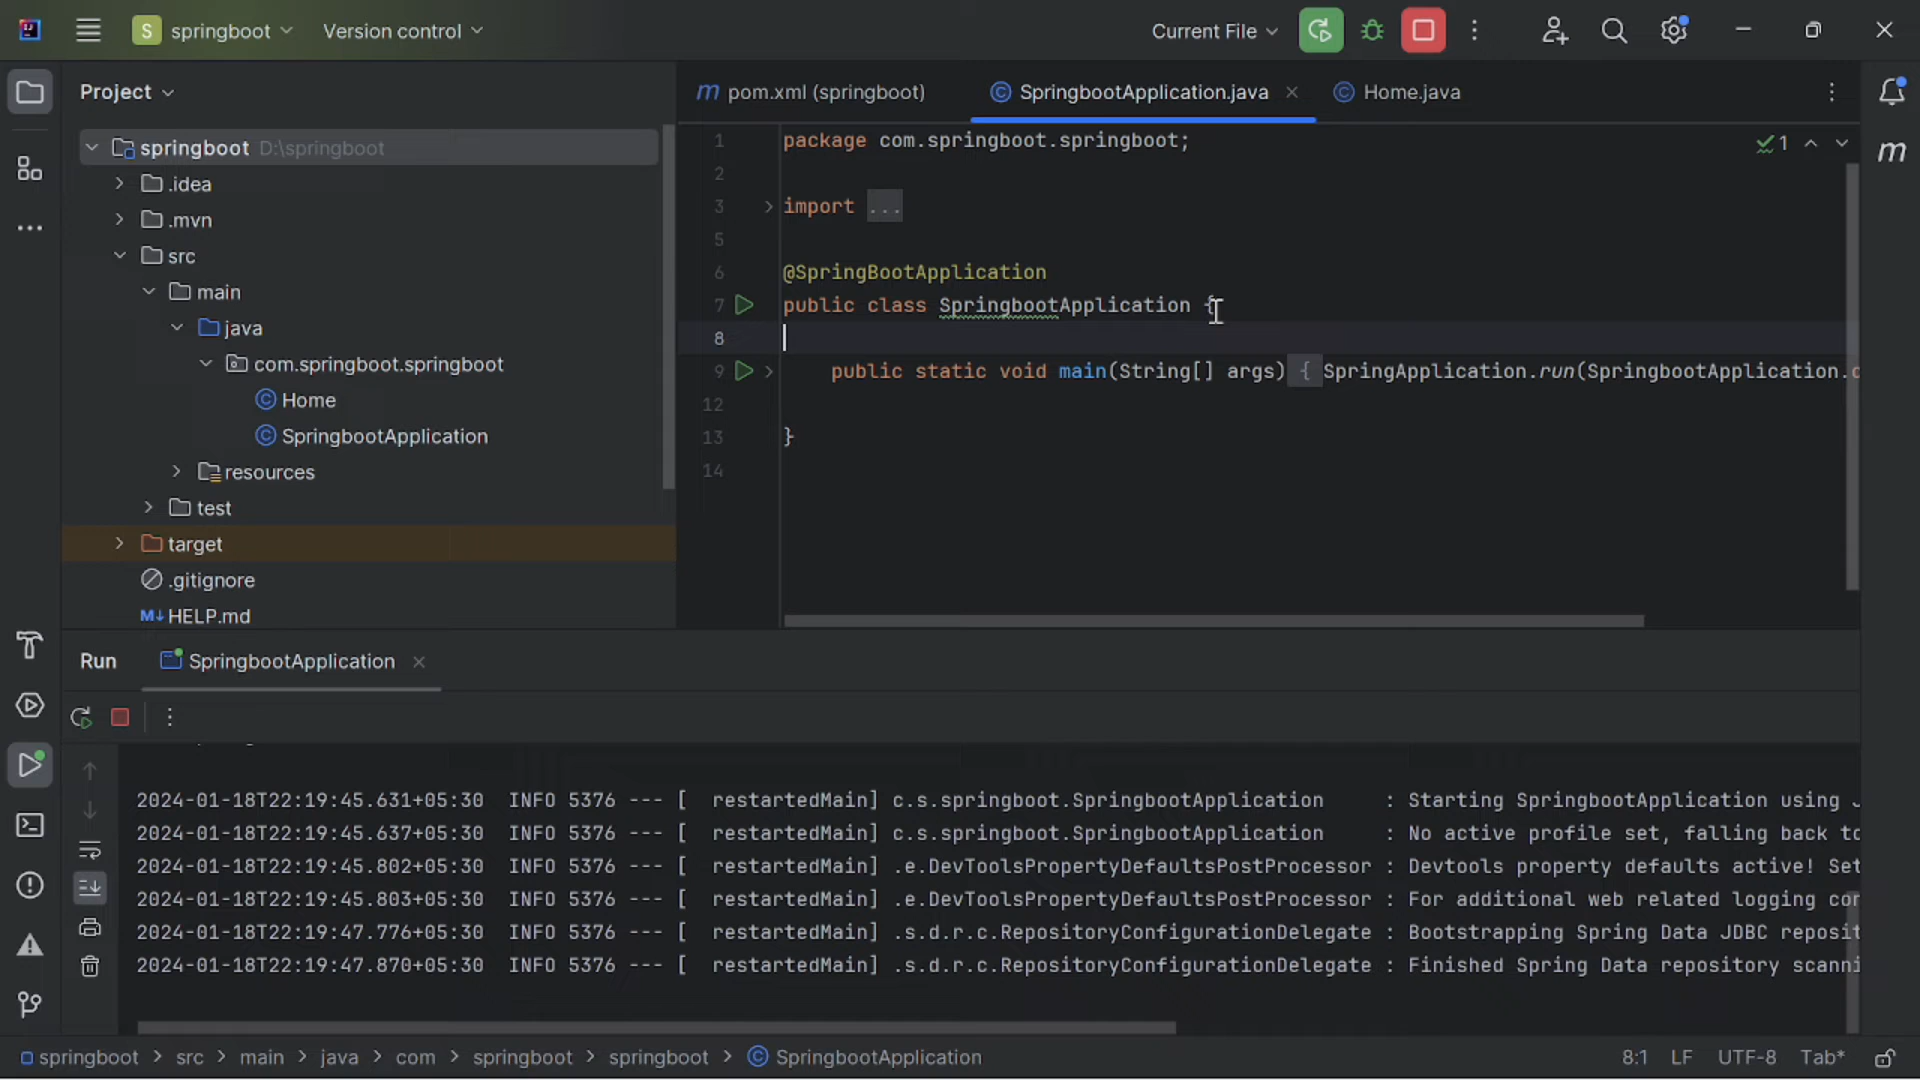 S springboot Version control Current File
Project
pom.xml (springboot) SpringbootApplication.java Home.java
springboot D:\springboot
.idea
.mvn
src
main
java
com.springboot.springboot
Home
SpringbootApplication
resources
test
target
.gitignore
M↓ HELP.md
1 package com.springboot.springboot;
2
3 import ...
5
6 @SpringBootApplication
7 public class SpringbootApplication {
8
9 public static void main(String[] args) { SpringApplication.run(SpringbootApplication.
12
13 }
14
1
Run SpringbootApplication
2024-01-18T22:19:45.631+05:30 INFO 5376 --- [ restartedMain] c.s.springboot.SpringbootApplication : Starting SpringbootApplication using
2024-01-18T22:19:45.637+05:30 INFO 5376 --- [ restartedMain] c.s.springboot.SpringbootApplication : No active profile set, falling back to
2024-01-18T22:19:45.802+05:30 INFO 5376 --- [ restartedMain] .e.DevToolsPropertyDefaultsPostProcessor : Devtools property defaults active! Set
2024-01-18T22:19:45.803+05:30 INFO 5376 --- [ restartedMain] .e.DevToolsPropertyDefaultsPostProcessor : For additional web related logging con
2024-01-18T22:19:47.776+05:30 INFO 5376 --- [ restartedMain] .s.d.r.c.RepositoryConfigurationDelegate : Bootstrapping Spring Data JDBC reposit
2024-01-18T22:19:47.870+05:30 INFO 5376 --- [ restartedMain] .s.d.r.c.RepositoryConfigurationDelegate : Finished Spring Data repository scanni
springboot > src > main > java > com > springboot > springboot > SpringbootApplication 8:1 LF UTF-8 Tab*